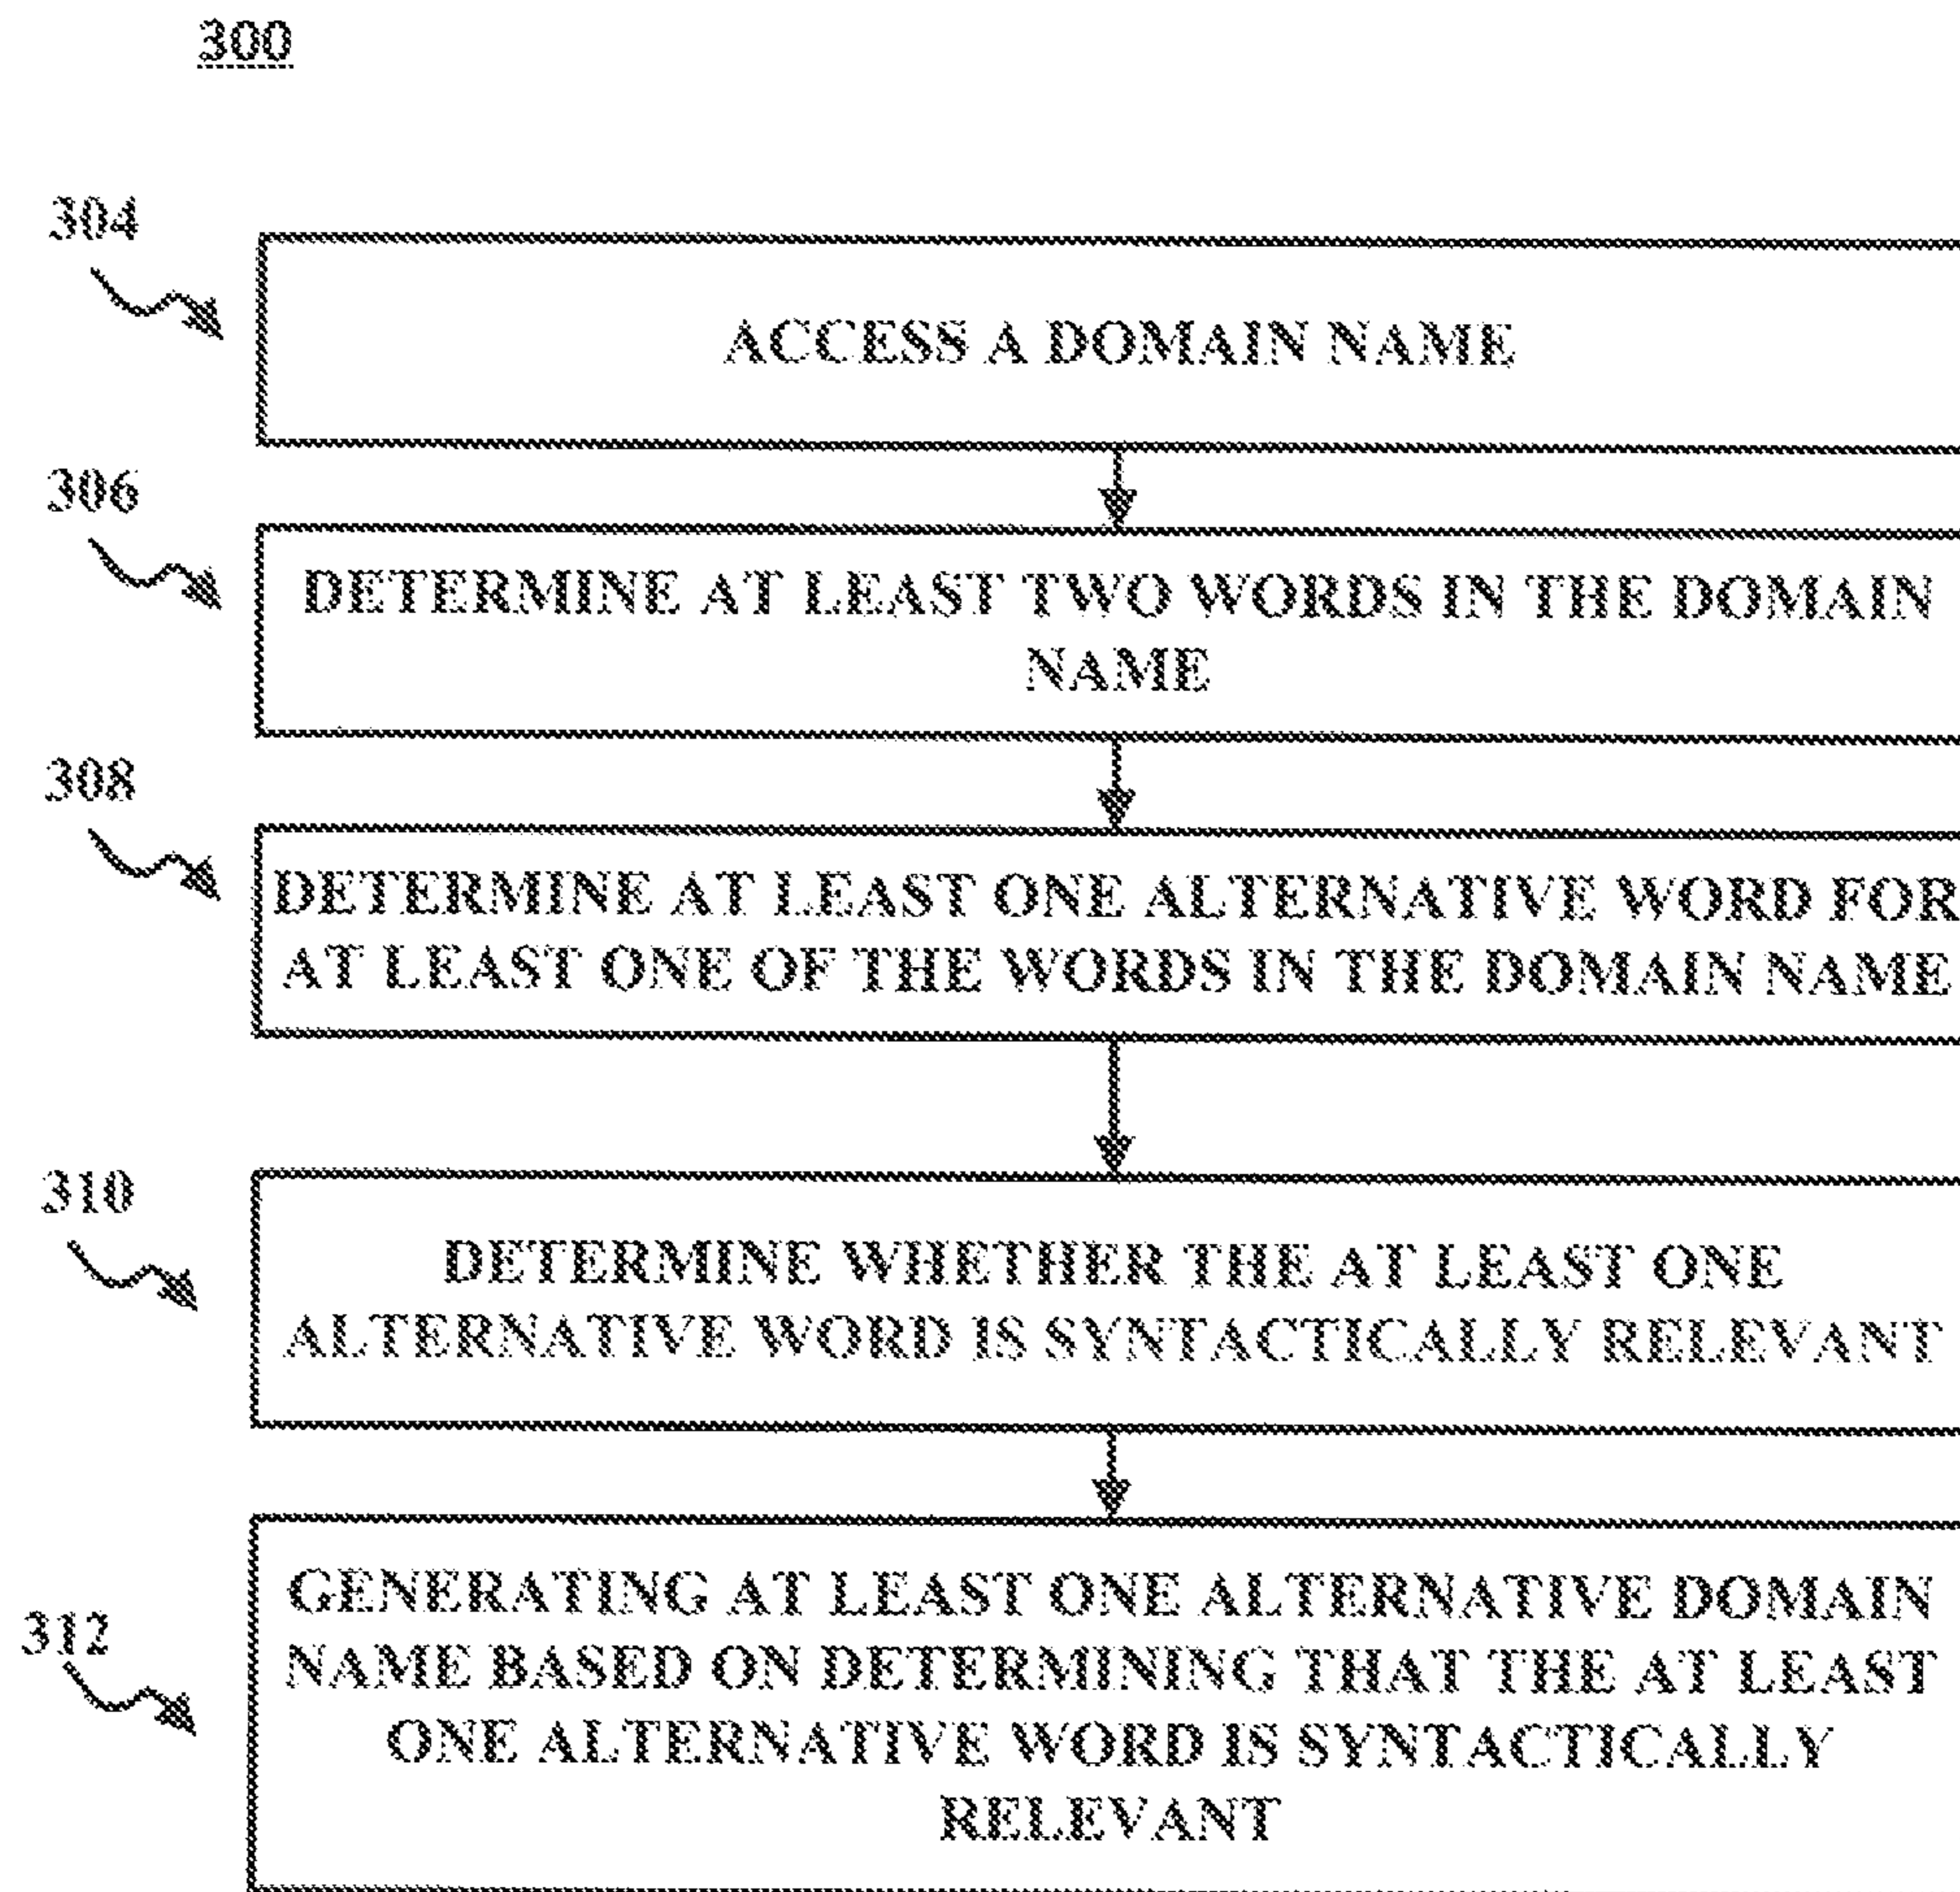 300
304
ACCESS A DOMAIN NAME
306
DETERMINE AT LEAST TWO WORDS IN THE DOMAIN
NAME
308
DETERMINE AT LEAST ONE ALTERNATIVE WORD FOR
AT LEAST ONE OF THE WORDS IN THE DOMAIN NAME
310
DETERMINE WHETHER THE AT LEAST ONE
ALTERNATIVE WORD IS SYNTACTICALLY RELEVANT
312
GENERATING AT LEAST ONE ALTERNATIVE DOMAIN
NAME BASED ON DETERMINING THAT THE AT LEAST
ONE ALTERNATIVE WORD IS SYNTACTICALLY
RELEVANT